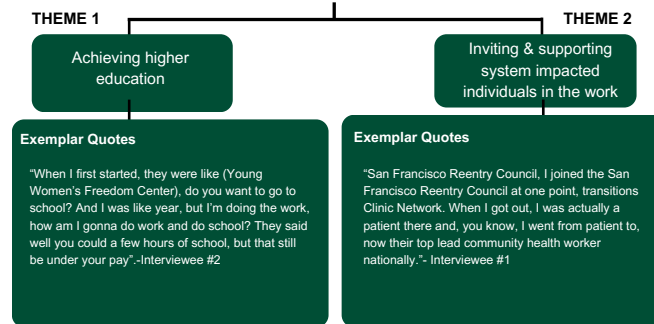 THEME 1
THEME 2
Achieving higher
education
Inviting & supporting
system impacted
individuals in the work
Exemplar Quotes
“When I first started, they were like (Young
Women’s Freedom Center), do you want to go to
school? And I was like year, but I’m doing the work,
how am I gonna do work and do school? They said
well you could a few hours of school, but that still
be under your pay”.-Interviewee #2
Exemplar Quotes
“San Francisco Reentry Council, I joined the San
Francisco Reentry Council at one point, transitions
Clinic Network. When I got out, I was actually a
patient there and, you know, I went from patient to,
now their top lead community health worker
nationally.”- Interviewee #1